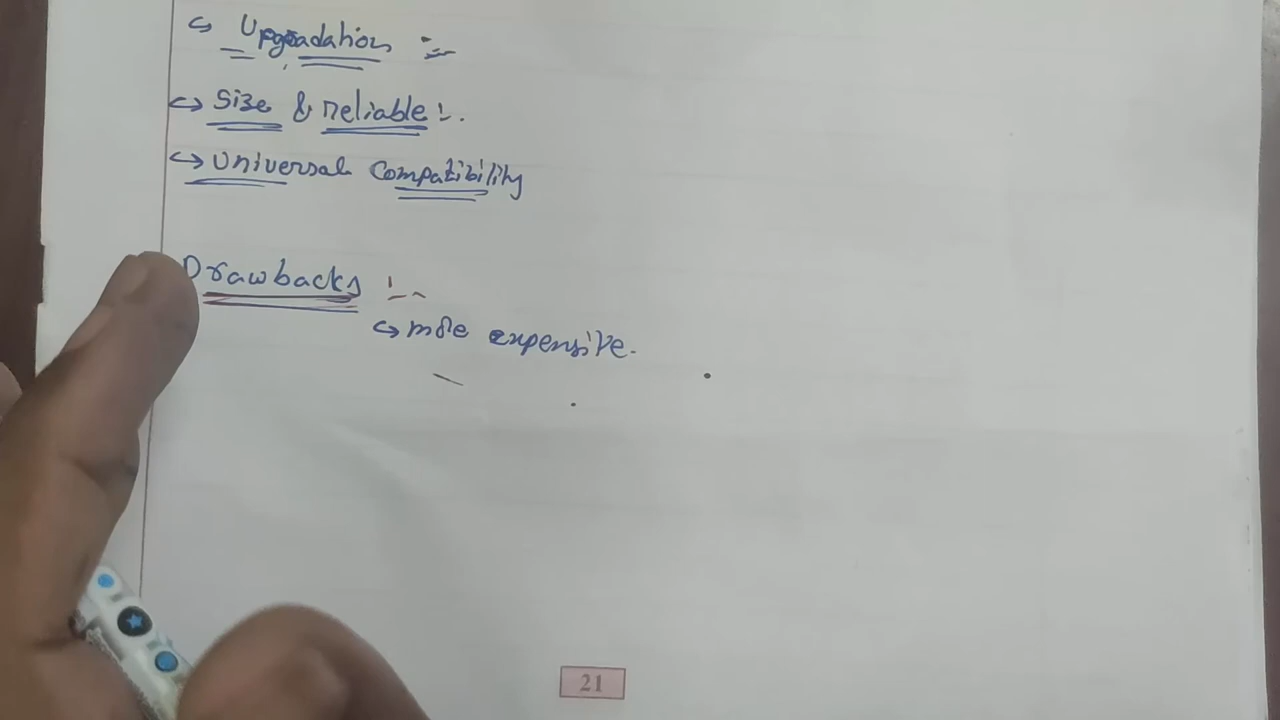 ↪ Upgradation :-
↪ Size & reliable :.
↪ Universal Compatibility
Drawbacks :-
↪ more expensive.
21